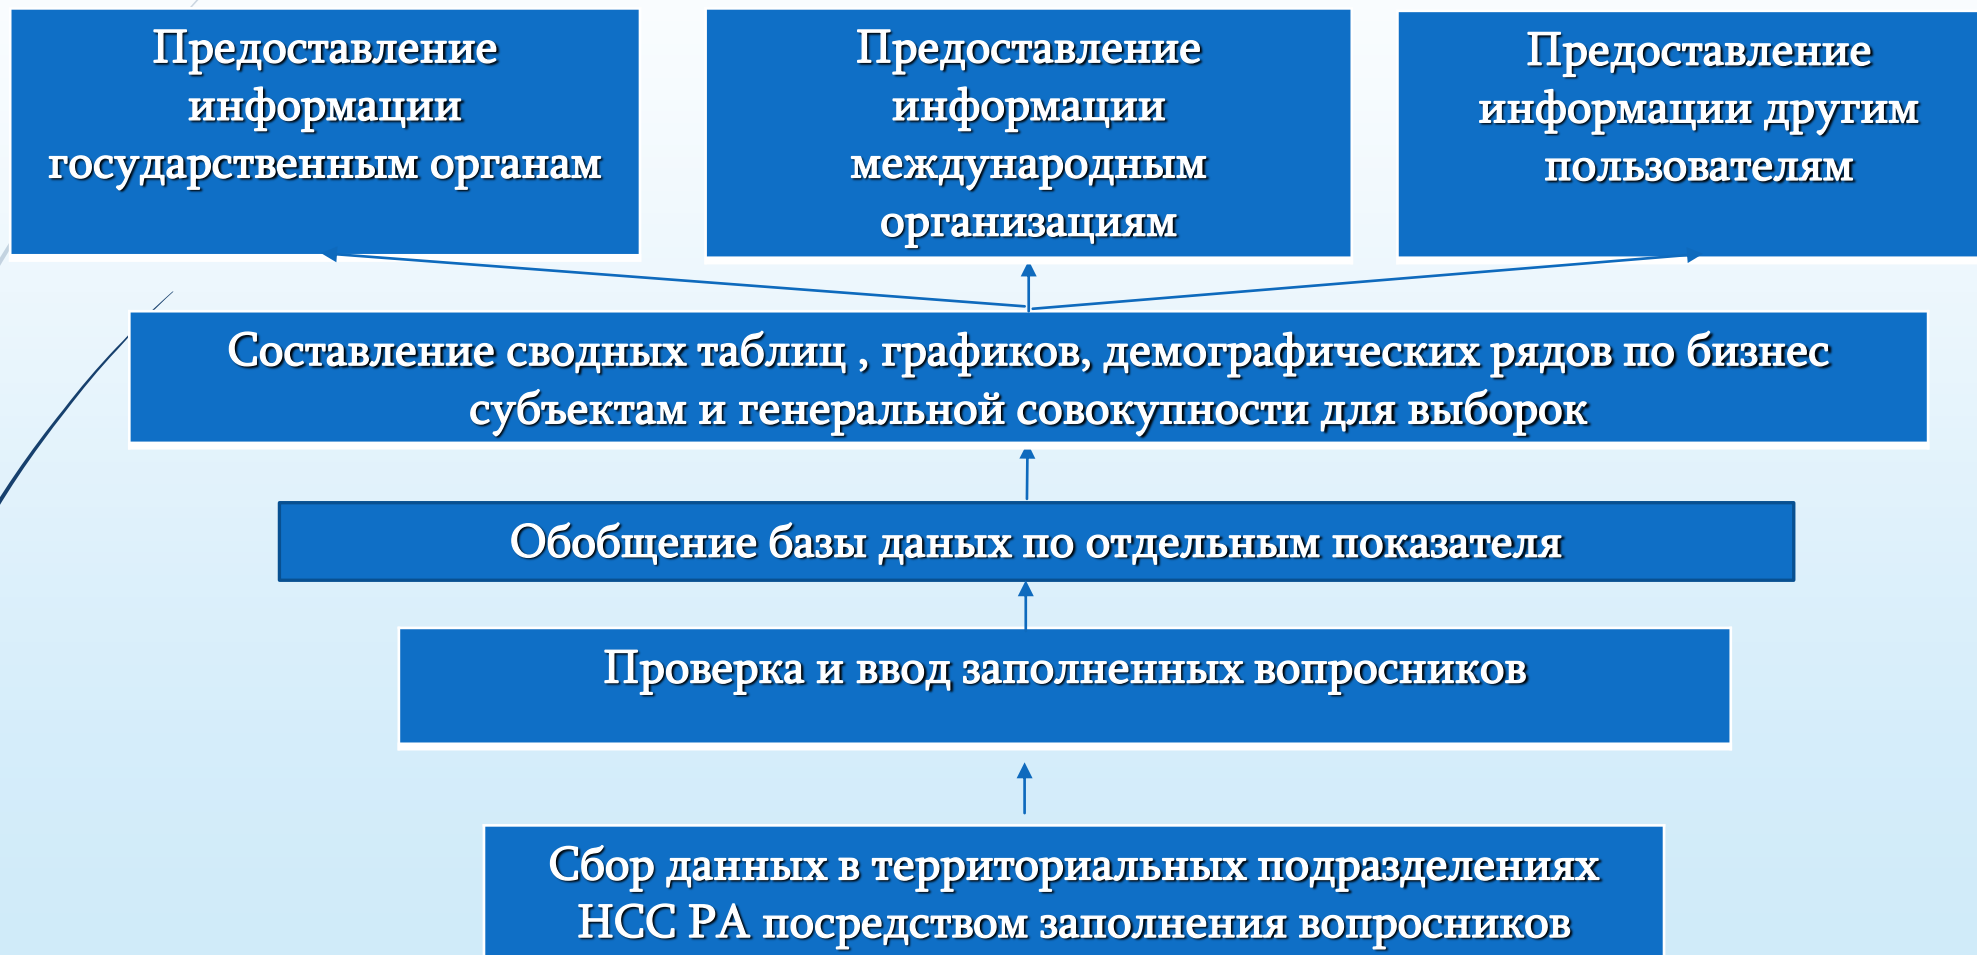 Предоставление
информации
государственным органам
Предоставление
информации
международным
организациям
Предоставление
информации другим
пользователям
Составление сводных таблиц , графиков, демографических рядов по бизнес
субъектам и генеральной совокупности для выборок
Обобщение базы даных по отдельным показателя
Проверка и ввод заполненных вопросников
Сбор данных в территориальных подразделениях
НСС РА посредством заполнения вопросников